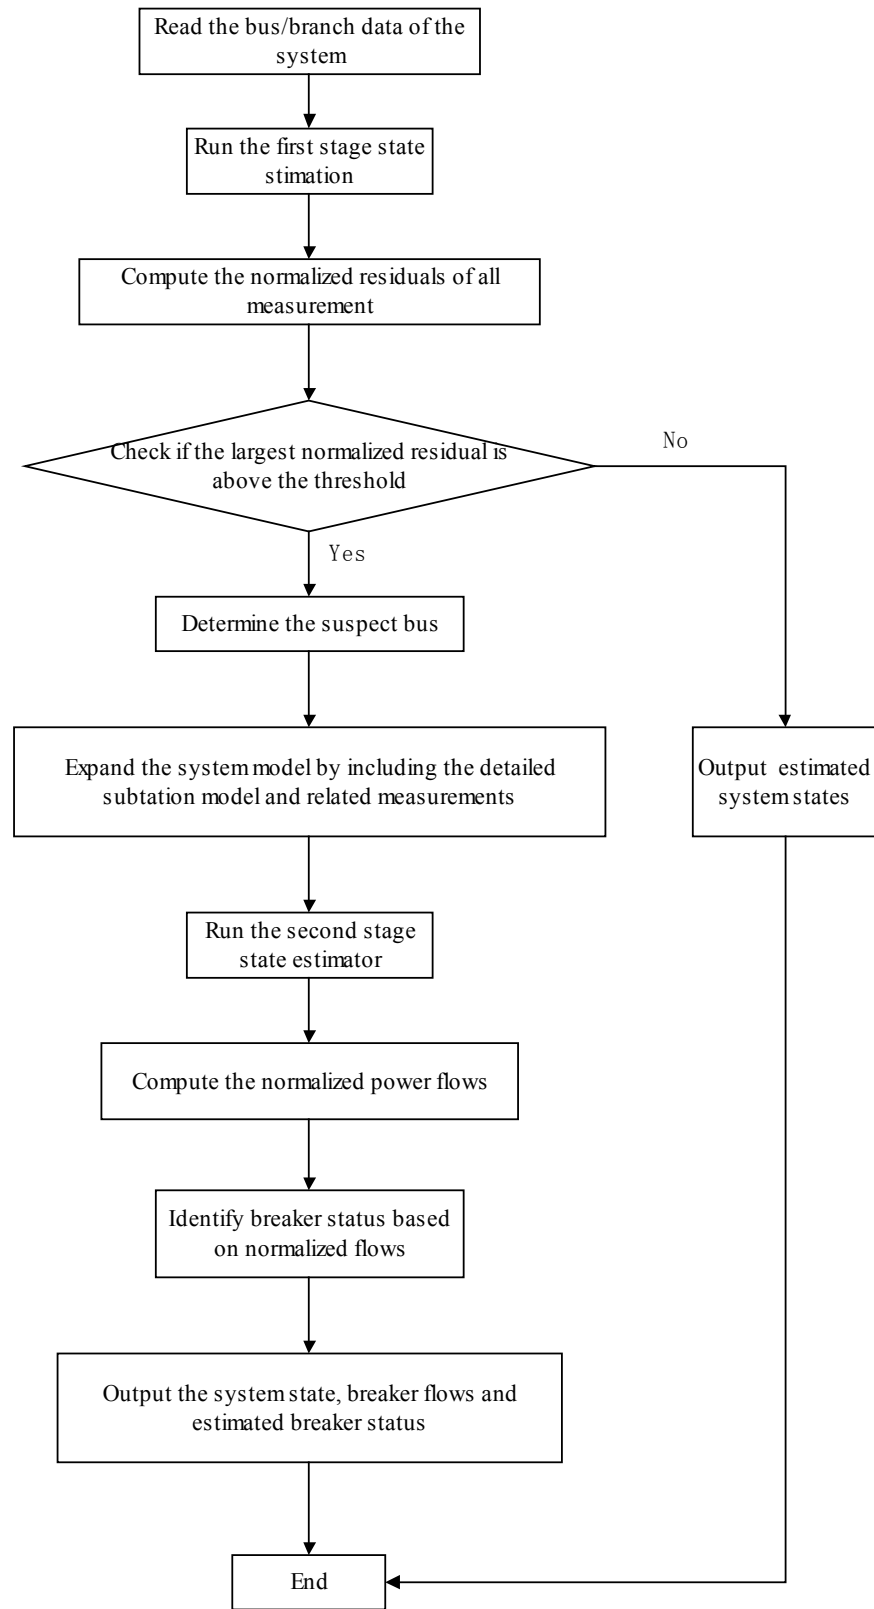 Read the bus/branch data of the
system
Run the first stage state
stimation
Compute the normalized residuals of all
measurement
Check if the largest normalized residual is
above the threshold
No
Yes
Determine the suspect bus
Expand the system model by including the detailed
subtation model and related measurements
Output estimated
system states
Run the second stage
state estimator
Compute the normalized power flows
Identify breaker status based
on normalized flows
Output the system state, breaker flows and
estimated breaker status
End